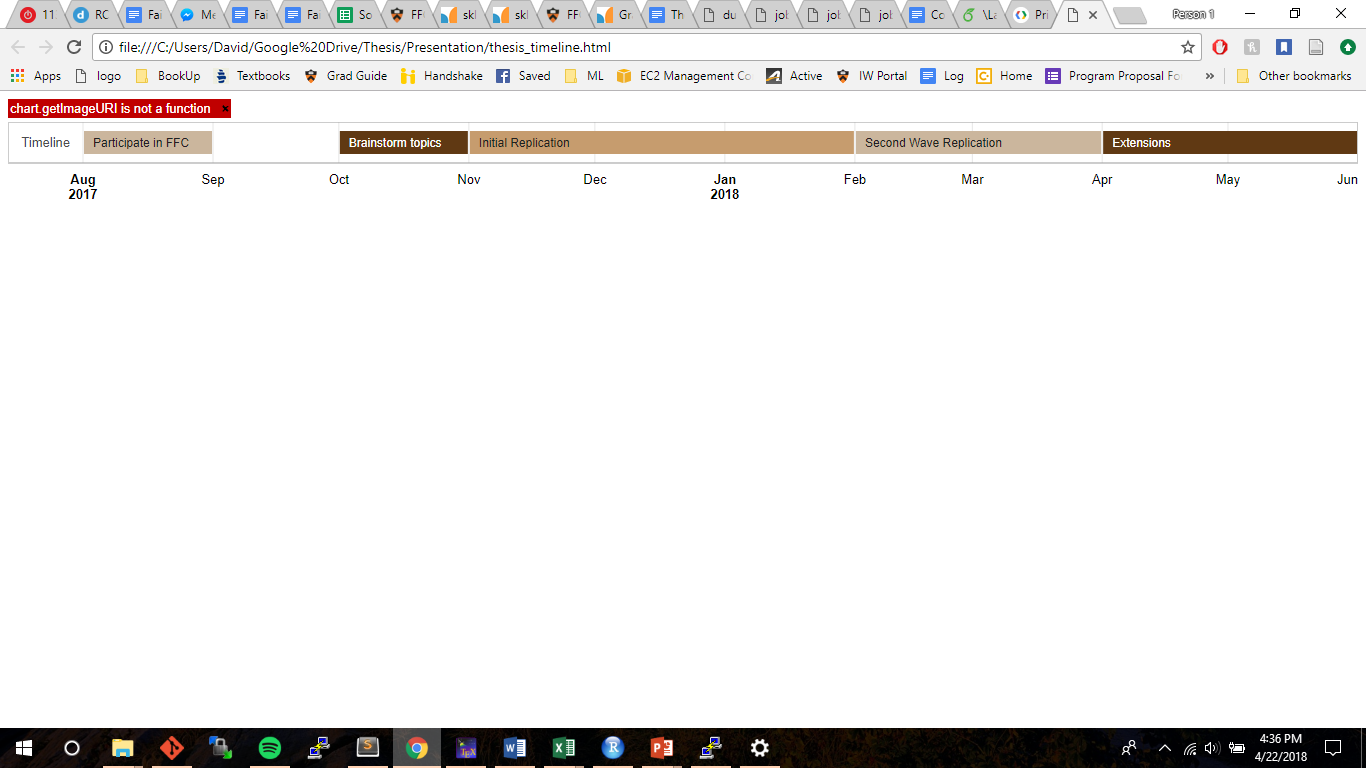 11. RC Fai Me Fai Fai So FF skl skl FF Gr Th du jol jol jol Co \La Pri Person 1
file:///C:/Users/David/Google%20Drive/Thesis/Presentation/thesis_timeline.html
Apps logo BookUp Textbooks Grad Guide Handshake Saved ML EC2 Management Co Active IW Portal Log Home Program Proposal Fo » Other bookmarks
chart.getImageURI is not a function ×
Timeline Participate in FFC Brainstorm topics Initial Replication Second Wave Replication Extensions
Aug Sep Oct Nov Dec Jan Feb Mar Apr May Jun
2017 2018
4:36 PM
4/22/2018